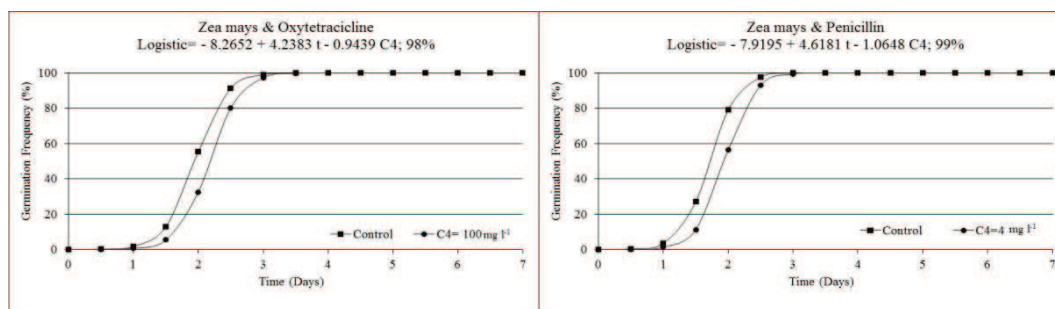 Zea mays & Oxytetracicline
Logistic= - 8.2652 + 4.2383 t - 0.9439 C4; 98%
Germination Frequency (%)
100
80
60
40
20
0
Control
C4= 100 mg l-1
0 1 2 3 4 5 6 7
Time (Days)
Zea mays & Penicillin
Logistic= - 7.9195 + 4.6181 t - 1.0648 C4; 99%
Germination Frequency (%)
100
80
60
40
20
0
Control
C4=4 mg l-1
0 1 2 3 4 5 6 7
Time (Days)